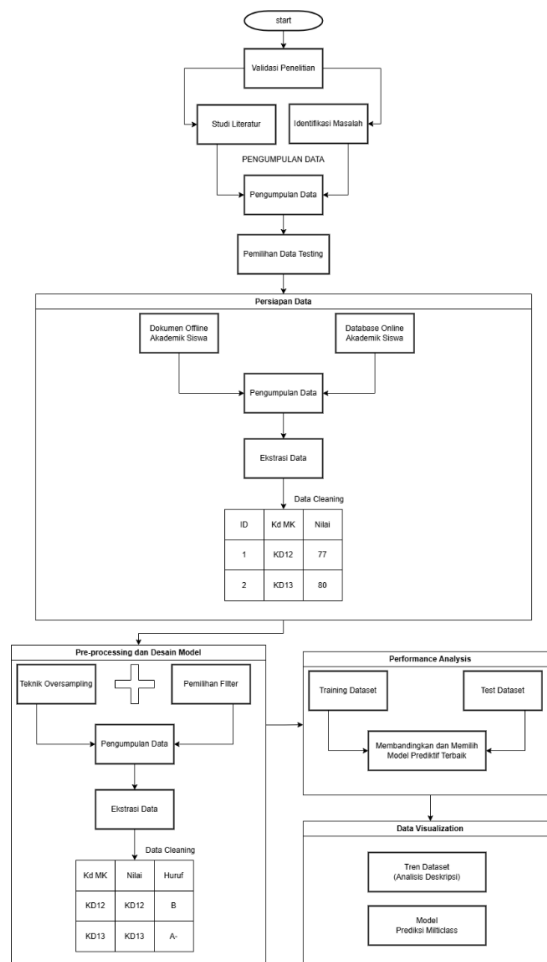 start
Validasi Penelitian
Studi Literatur
Identifikasi Masalah
PENGUMPULAN DATA
Pengumpulan Data
Pemilihan Data Testing
Persiapan Data
Dokumen Offline
Akademik Siswa
Database Online
Akademik Siswa
Pengumpulan Data
Ekstrasi Data
Data Cleaning
ID Kd MK Nilai
1 KD12 77
2 KD13 80
Pre-processing dan Desain Model
Teknik Oversampling
Pemilihan Filter
Pengumpulan Data
Ekstrasi Data
Data Cleaning
Kd MK Nilai Huruf
KD12 KD12 B
KD13 KD13 A-
Performance Analysis
Training Dataset
Test Dataset
Membandingkan dan Memilih
Model Prediktif Terbaik
Data Visualization
Tren Dataset
(Analisis Deskripsi)
Model
Prediksi Milticlass